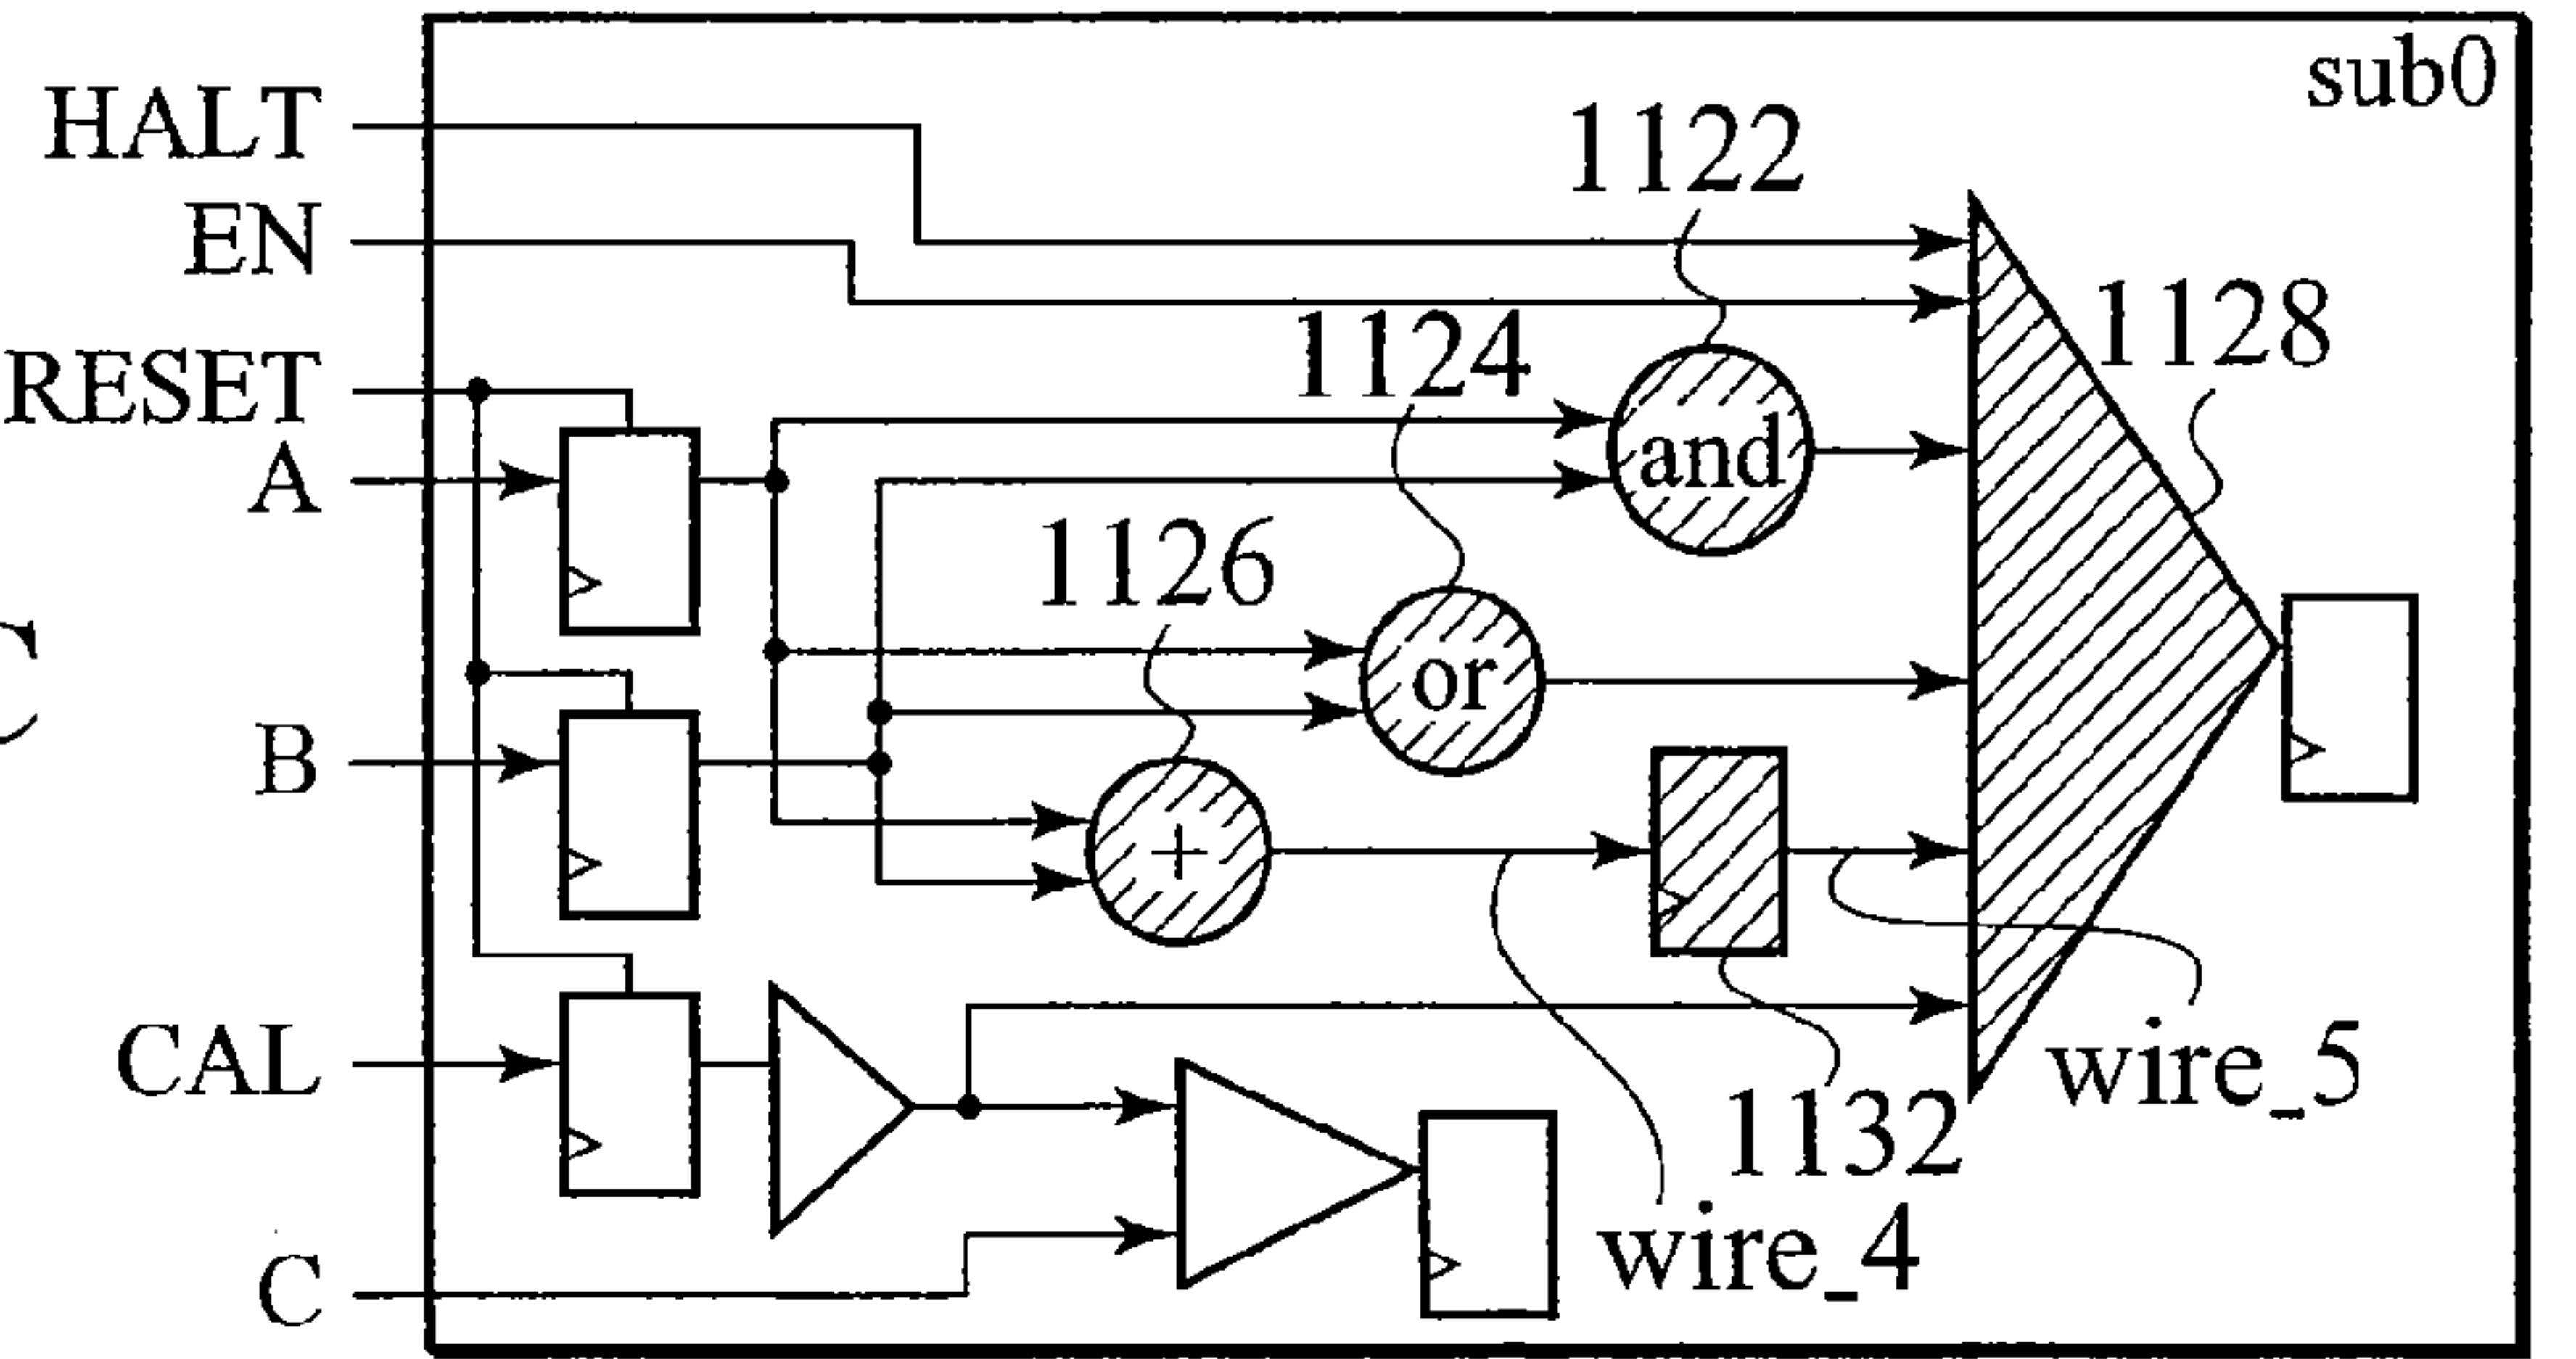 sub0
HALT
1122
EN
1128
1124
RESET
A
and
1126
or
B
+
CAL
wire_5
1132
wire_4
C